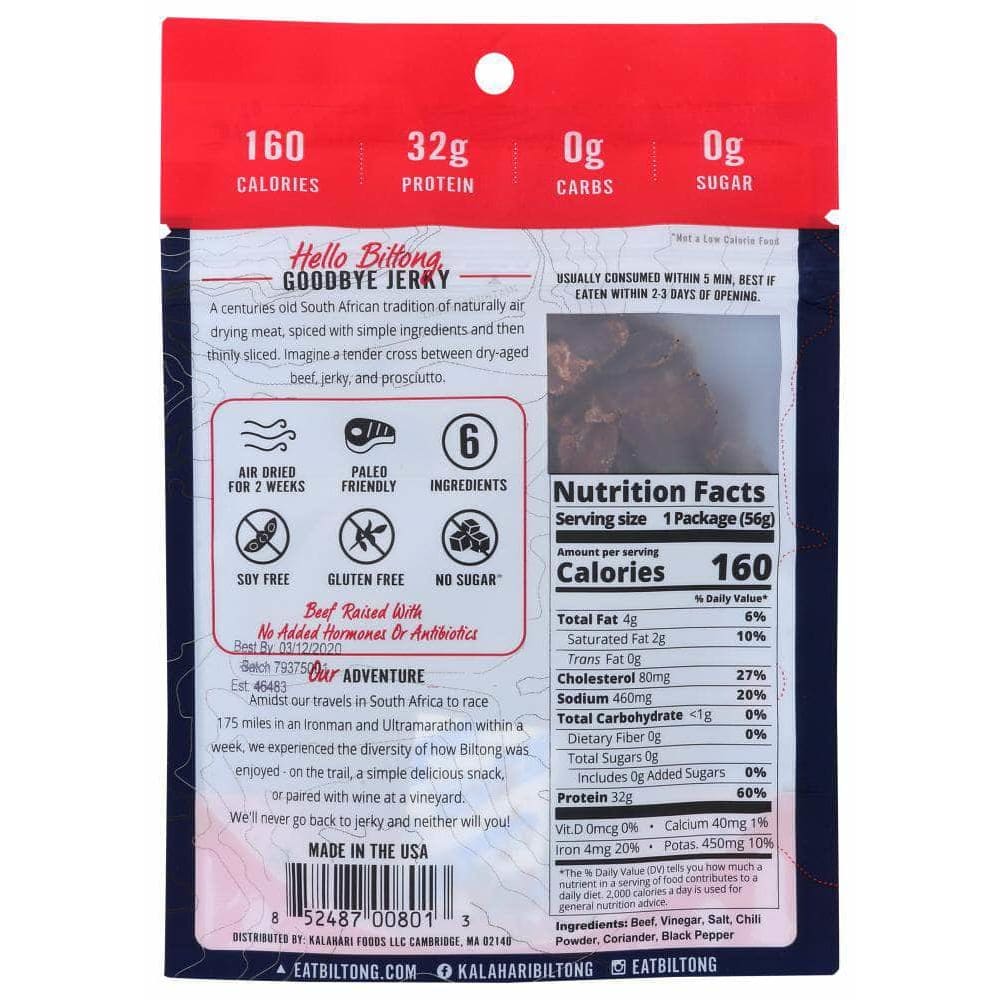 160
CALORIES
32g
PROTEIN
0g
CARBS
0g
SUGAR
*Not a Low Calorie Food
Hello Biltong,
GOODBYE JERKY
A centuries old South African tradition of naturally air
drying meat, spiced with simple ingredients and then
thinly sliced. Imagine a tender cross between dry-aged
beef, jerky, and prosciutto.
AIR DRIED
FOR 2 WEEKS
PALEO
FRIENDLY
6
INGREDIENTS
SOY FREE
GLUTEN FREE
NO SUGAR*
Beef Raised With
No Added Hormones Or Antibiotics
Best By: 03/12/2020
Batch 79375001
Est. 46483
Our ADVENTURE
Amidst our travels in South Africa to race
175 miles in an Ironman and Ultramarathon within a
week, we experienced the diversity of how Biltong was
enjoyed - on the trail, a simple delicious snack,
or paired with wine at a vineyard.
We'll never go back to jerky and neither will you!
MADE IN THE USA
8 52487 00801 3
DISTRIBUTED BY: KALAHARI FOODS LLC CAMBRIDGE, MA 02140
USUALLY CONSUMED WITHIN 5 MIN, BEST IF
EATEN WITHIN 2-3 DAYS OF OPENING.
Nutrition Facts
Serving size 1 Package (56g)
Amount per serving
Calories 160
% Daily Value*
Total Fat 4g 6%
Saturated Fat 2g 10%
Trans Fat 0g
Cholesterol 80mg 27%
Sodium 460mg 20%
Total Carbohydrate <1g 0%
Dietary Fiber 0g 0%
Total Sugars 0g
Includes 0g Added Sugars 0%
Protein 32g 60%
Vit.D 0mcg 0% • Calcium 40mg 1%
Iron 4mg 20% • Potas. 450mg 10%
*The % Daily Value (DV) tells you how much a
nutrient in a serving of food contributes to a
daily diet. 2,000 calories a day is used for
general nutrition advice.
Ingredients: Beef, Vinegar, Salt, Chili
Powder, Coriander, Black Pepper
EATBILTONG.COM KALAHARIBILTONG EATBILTONG